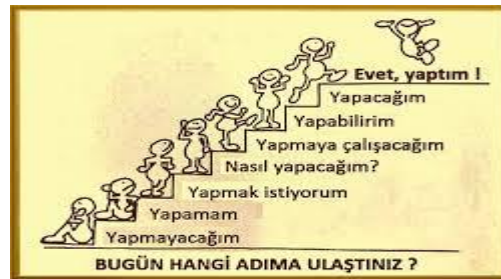 Evet, yaptım !
Yapacağım
Yapabilirim
Yapmaya çalışacağım
Nasıl yapacağım?
Yapmak istiyorum
Yapamam
Yapmayacağım
BUGÜN HANGİ ADIMA ULAŞTINIZ ?